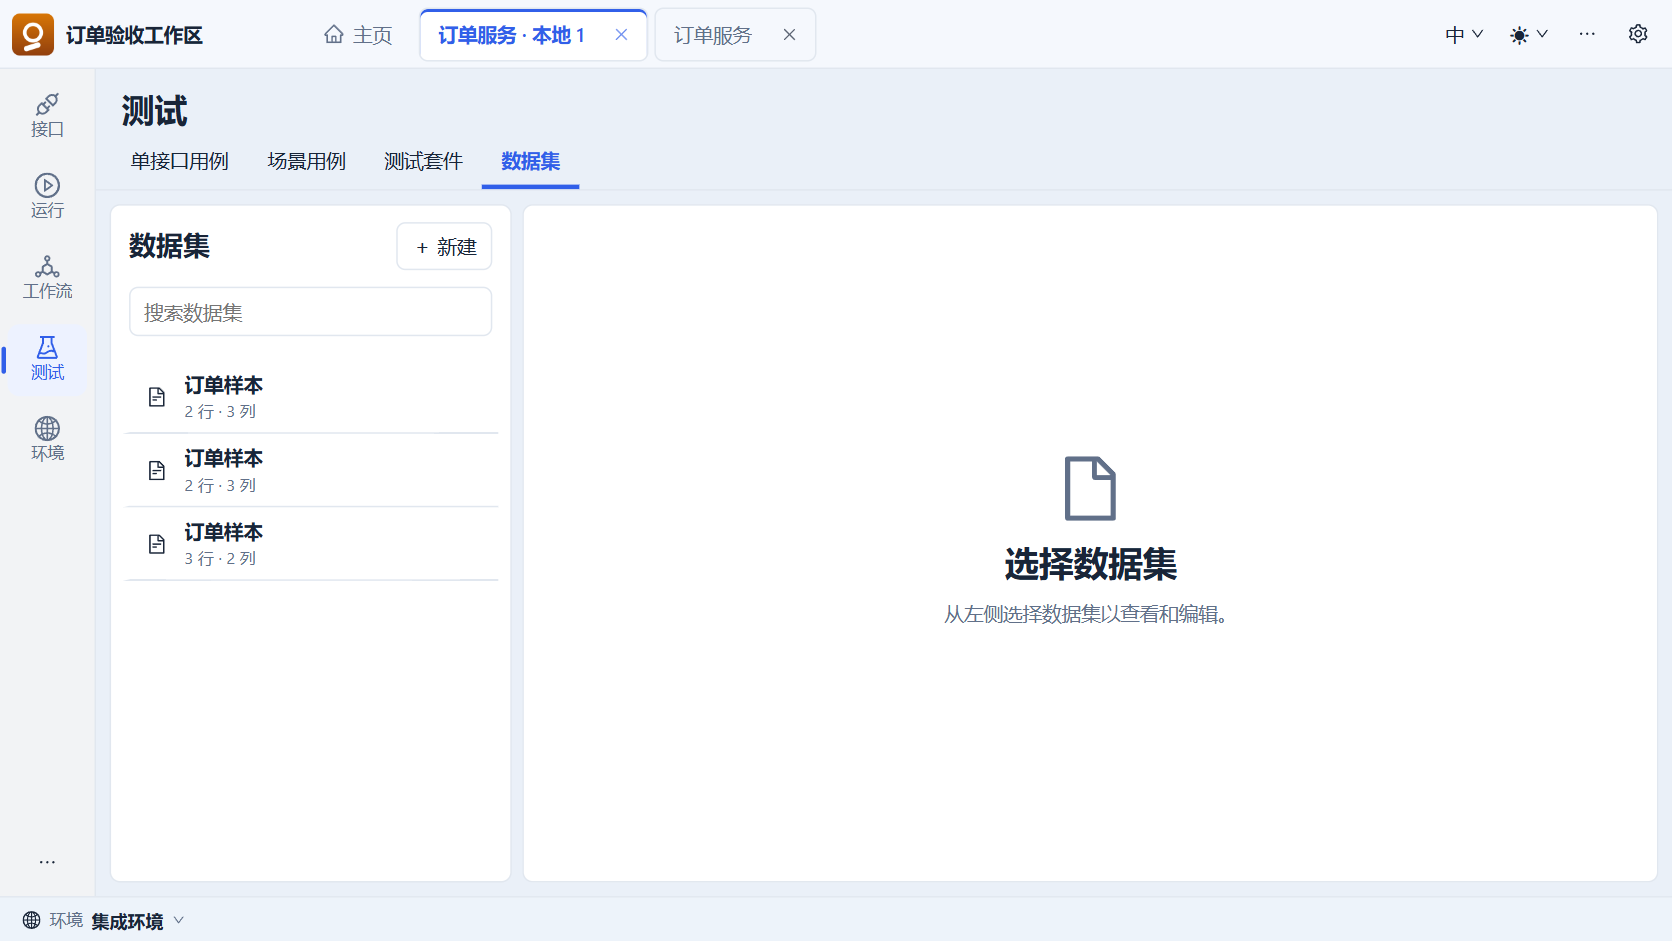 订单验收工作区
主页
订单服务 · 本地 1
订单服务
中
接口
运行
工作流
测试
环境
测试
单接口用例
场景用例
测试套件
数据集
数据集
+ 新建
搜索数据集
订单样本
2 行 · 3 列
订单样本
2 行 · 3 列
订单样本
3 行 · 2 列
选择数据集
从左侧选择数据集以查看和编辑。
环境 集成环境